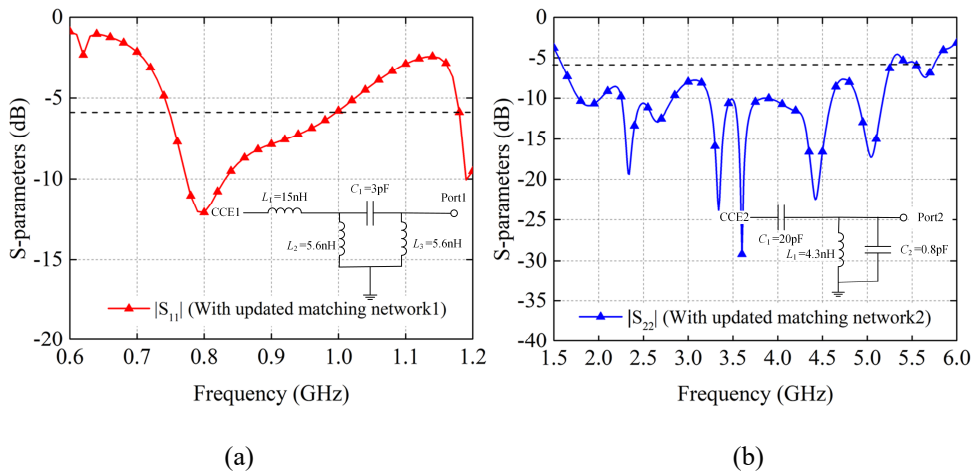 0
-5
-10
-15
-20
S-parameters (dB)
0.6 0.7 0.8 0.9 1.0 1.1 1.2
Frequency (GHz)
C₁=3pF
Port1
L₁=15nH
CCE1
L₂=5.6nH
L₃=5.6nH
|S₁₁| (With updated matching network1)
(a)
0
-5
-10
-15
-20
-25
-30
-35
-40
S-parameters (dB)
1.5 2.0 2.5 3.0 3.5 4.0 4.5 5.0 5.5 6.0
Frequency (GHz)
CCE2
Port2
C₁=20pF
L₁=4.3nH
C₂=0.8pF
|S₂₂| (With updated matching network2)
(b)